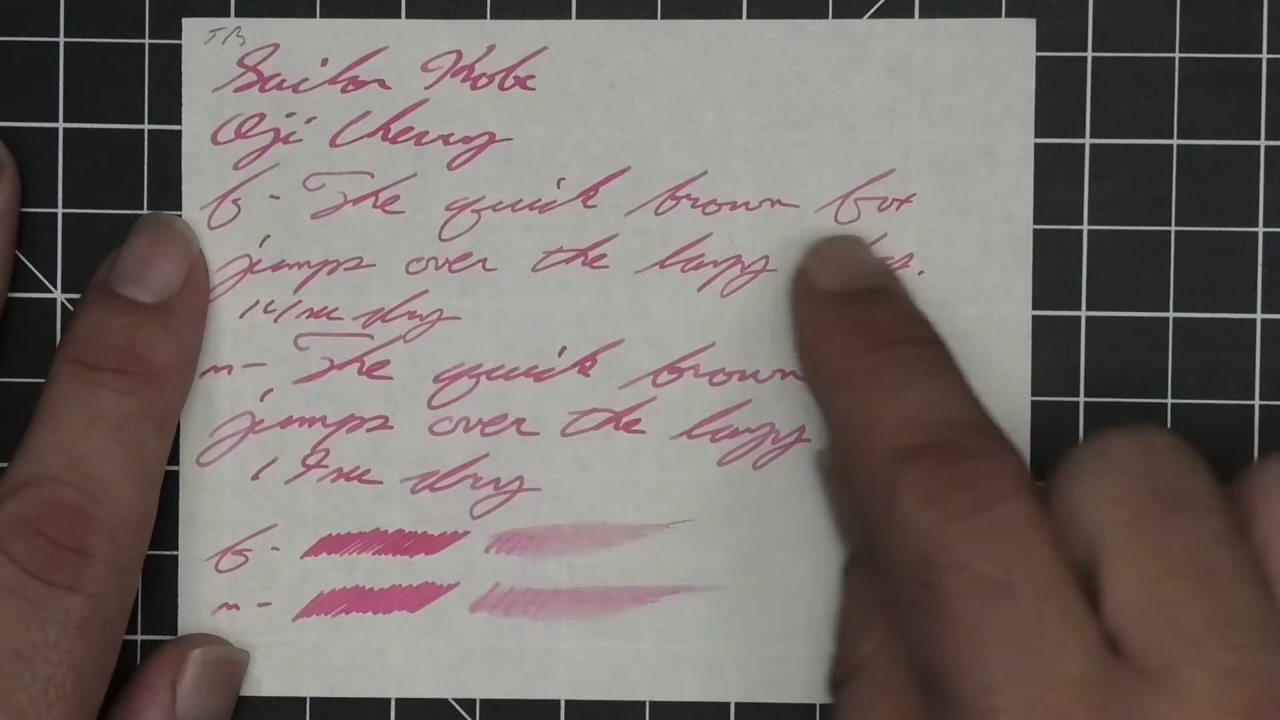 TB
Sailor Kobe
Oji Cherry
f - The quick brown fox
jumps over the lazy
14 sec dry
m - The quick brown
jumps over the lazy
19 sec dry
f -
m -